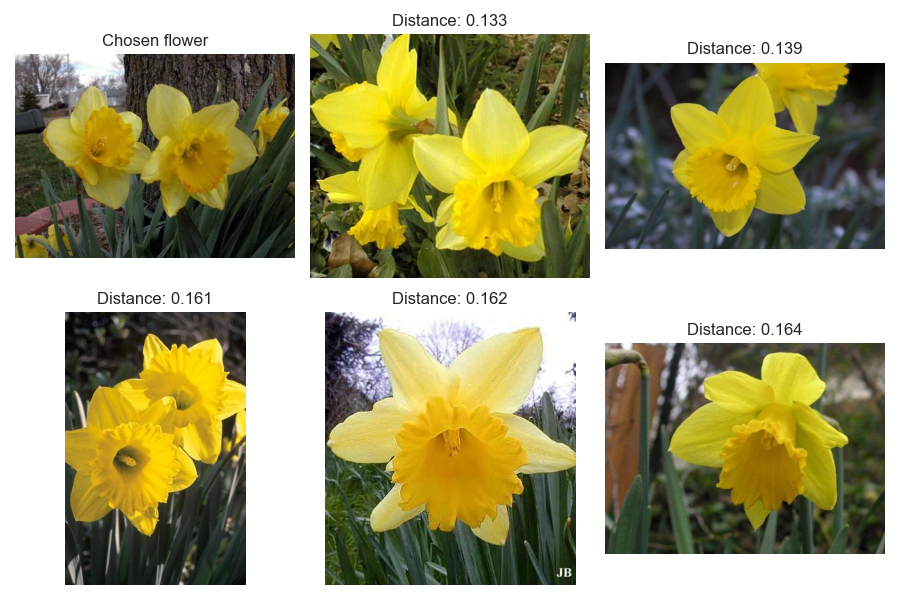 Chosen flower
Distance: 0.133
Distance: 0.139
Distance: 0.161
Distance: 0.162
Distance: 0.164
JB